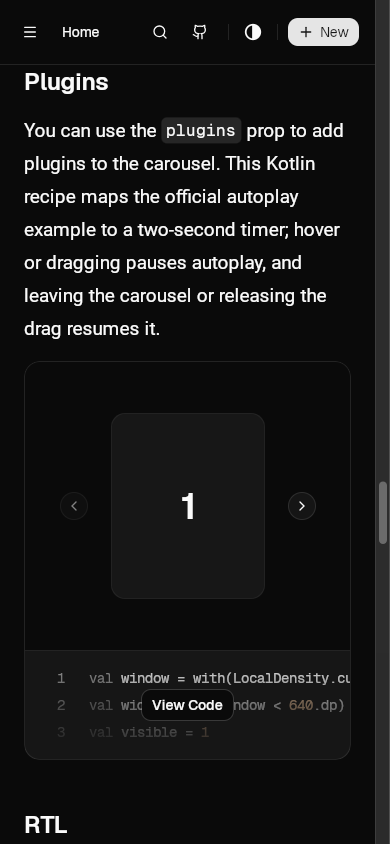 Home
New
Plugins
You can use the plugins prop to add
plugins to the carousel. This Kotlin
recipe maps the official autoplay
example to a two-second timer; hover
or dragging pauses autoplay, and
leaving the carousel or releasing the
drag resumes it.
1
1 val window = with(LocalDensity.cu
2 val ndow < 640.dp)
View Code
3 val visible = 1
RTL